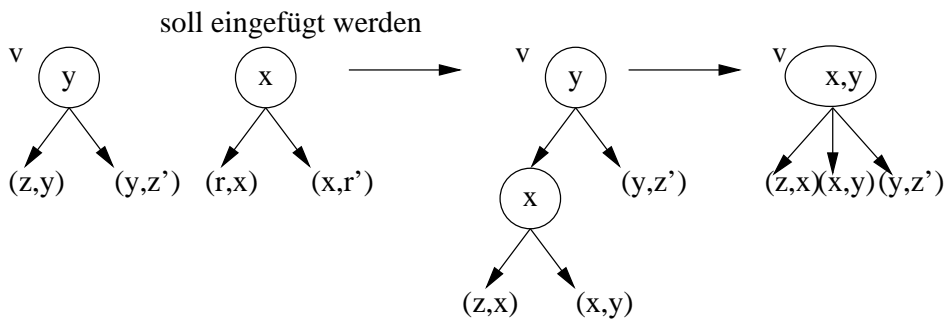 soll eingefügt werden
v y x v y v x,y
(z,y) (y,z’) (r,x) (x,r’) (y,z’) (z,x) (x,y) (y,z’)
x
(z,x) (x,y)